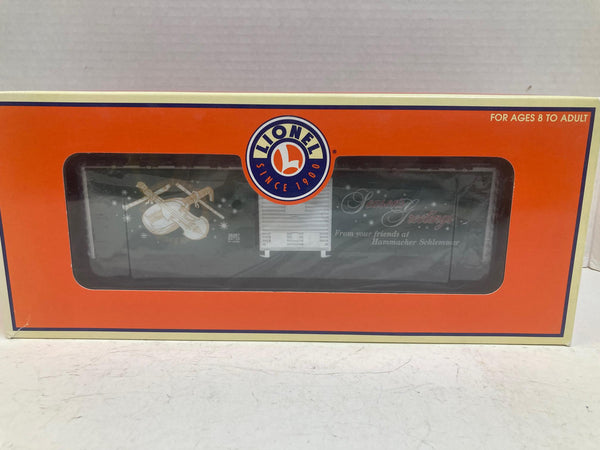 FOR AGES 8 TO ADULT
LIONEL
L
SINCE 1900
®
Season's
Greetings
From your friends at
Hammacher Schlemmer